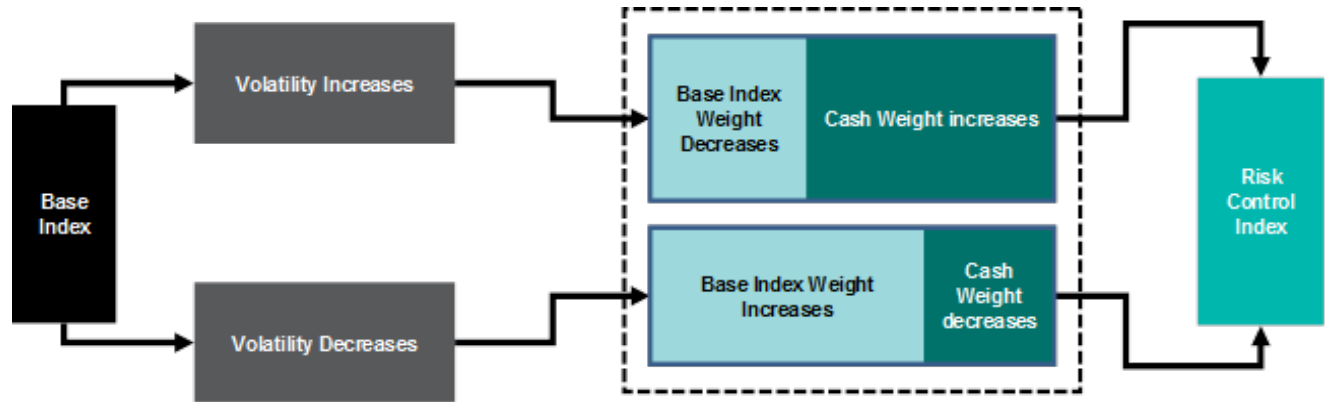 Base
Index
Volatility Increases
Volatility Decreases
Base Index
Weight
Decreases
Cash Weight increases
Base Index Weight
Increases
Cash
Weight
decreases
Risk
Control
Index